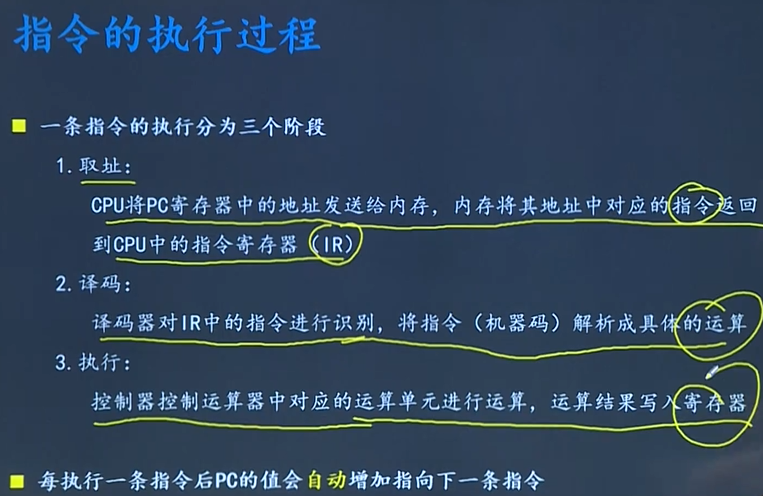 指令的执行过程
一条指令的执行分为三个阶段
1. 取址:
CPU将PC寄存器中的地址发送给内存，内存将其地址中对应的指令返回
到CPU中的指令寄存器（IR）
2. 译码:
译码器对IR中的指令进行识别，将指令（机器码）解析成具体的运算
3. 执行:
控制器控制运算器中对应的运算单元进行运算，运算结果写入寄存器
每执行一条指令后PC的值会自动增加指向下一条指令